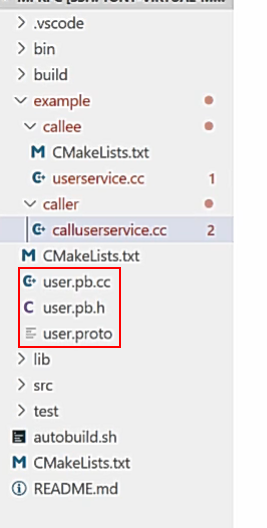 .vscode
bin
build
example
callee
CMakeLists.txt
userservice.cc 1
caller
calluserservice.cc 2
CMakeLists.txt
user.pb.cc
user.pb.h
user.proto
lib
src
test
autobuild.sh
CMakeLists.txt
README.md